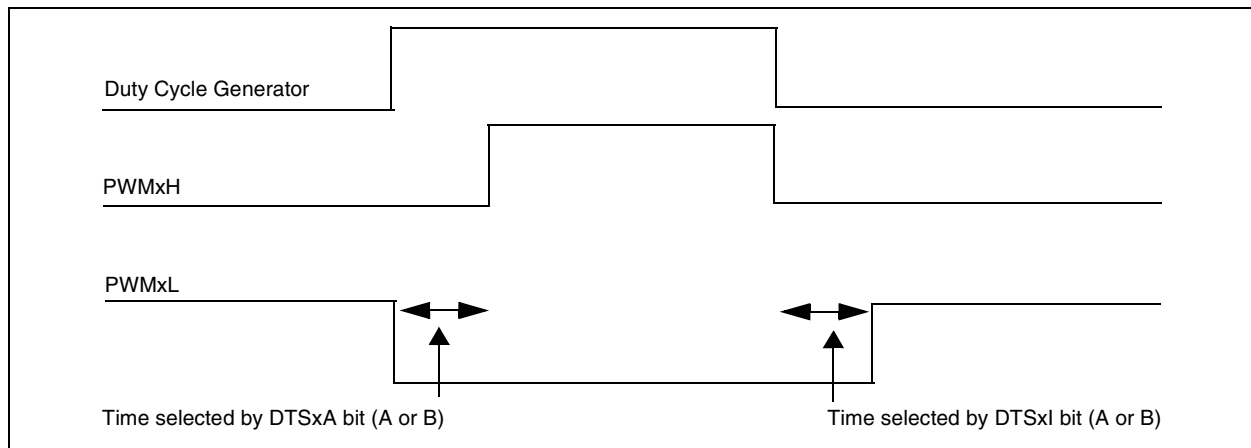 Duty Cycle Generator
PWMxH
PWMxL
Time selected by DTSxA bit (A or B)
Time selected by DTSxI bit (A or B)